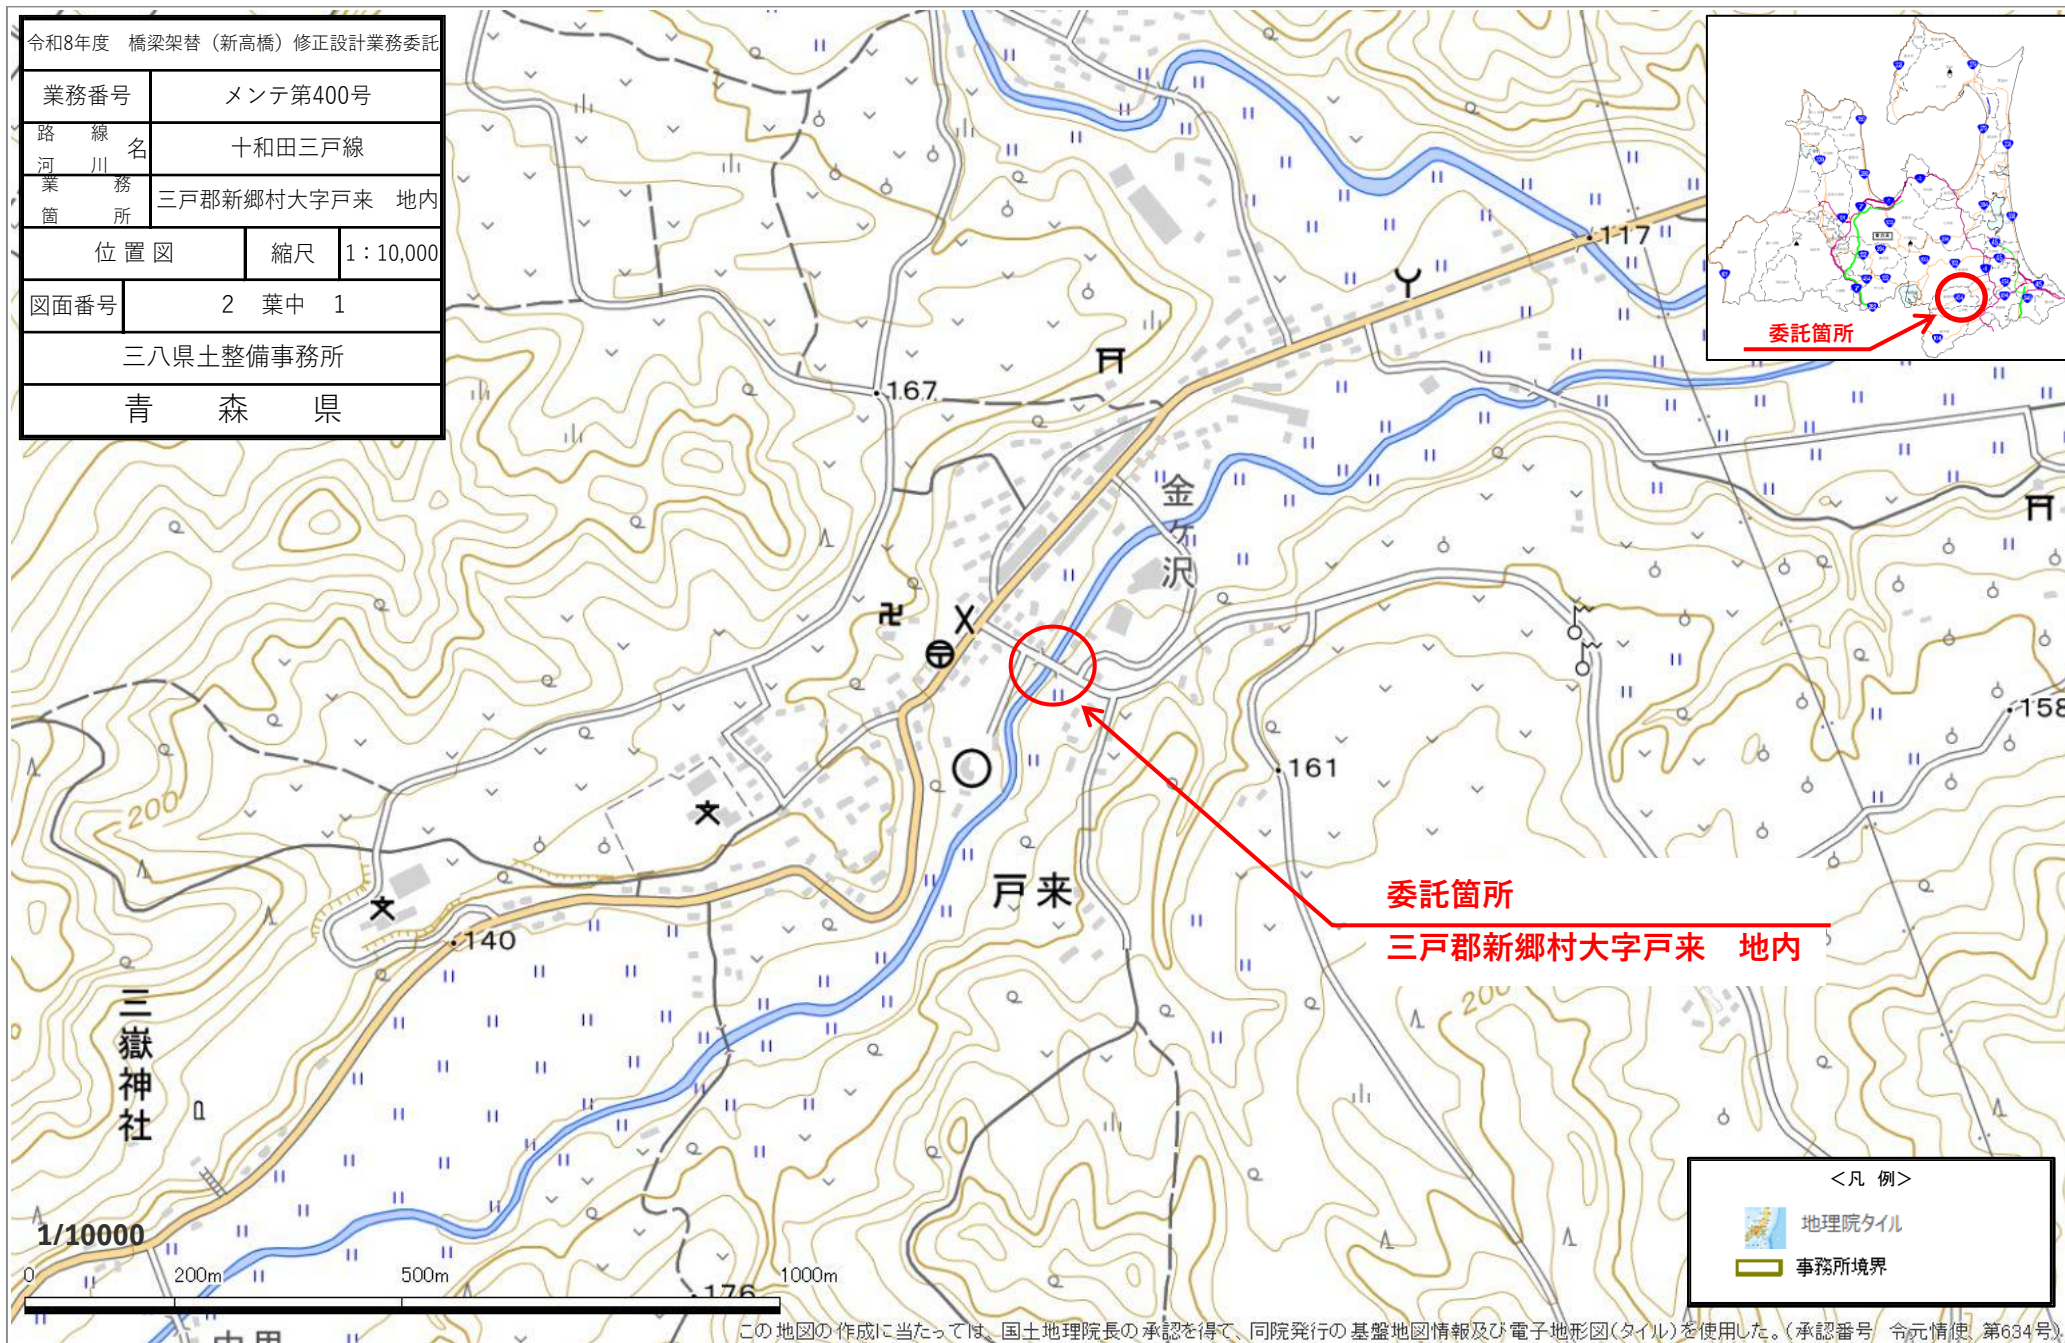 令和8年度　橋梁架替（新高橋）修正設計業務委託
業務番号　メンテ第400号
路線河川名　十和田三戸線
業務箇所　三戸郡新郷村大字戸来　地内
位置図　縮尺　1：10,000
図面番号　2　葉中　1
三八県土整備事務所
青　森　県
委託箇所
117
167
金ケ沢
158
161
戸来
委託箇所
三戸郡新郷村大字戸来　地内
200
140
200
三嶽神社
176
1/10000
0 200m 500m 1000m
＜凡 例＞
地理院タイル
事務所境界
この地図の作成に当たっては、国土地理院長の承認を得て、同院発行の基盤地図情報及び電子地形図(タイル)を使用した。(承認番号 令元情使 第634号)